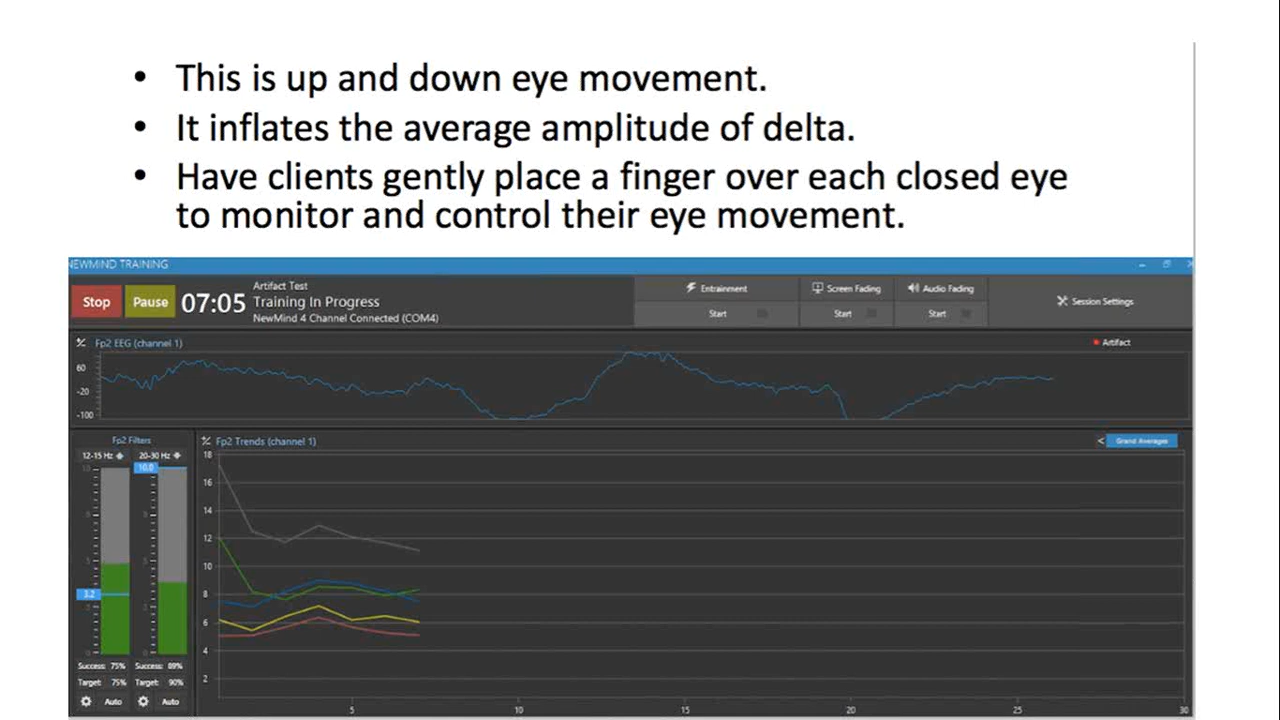 • This is up and down eye movement.
• It inflates the average amplitude of delta.
• Have clients gently place a finger over each closed eye
to monitor and control their eye movement.
NEWMIND TRAINING
Stop Pause 07:05
Artifact Test
Training In Progress
NewMind 4 Channel Connected (COM4)
Entrainment
Start
Screen Fading
Start
Audio Fading
Start
Session Settings
Fp2 EEG (channel 1)
Artifact
60
-20
-100
Fp2 Filters
12-15 Hz 20-30 Hz
10.0
3.2
Success: 75% Success: 89%
Target: 75% Target: 90%
Auto Auto
Fp2 Trends (channel 1)
< Grand Averages
18
16
14
12
10
8
6
4
2
5 10 15 20 25 30